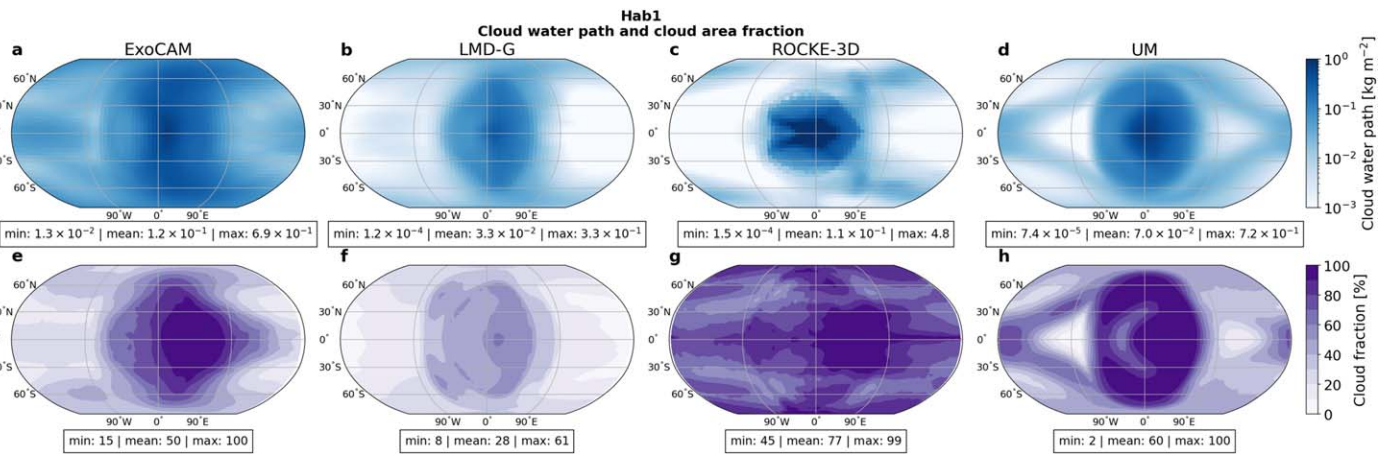 Hab1
Cloud water path and cloud area fraction
a ExoCAM b LMD-G c ROCKE-3D d UM
60°N 60°N 60°N 60°N
30°N 30°N 30°N 30°N
0° 0° 0° 0°
30°S 30°S 30°S 30°S
60°S 60°S 60°S 60°S
90°W 0° 90°E 90°W 0° 90°E 90°W 0° 90°E 90°W 0° 90°E
10⁰
10⁻¹
10⁻²
10⁻³
Cloud water path [kg m⁻²]
min: 1.3 × 10⁻² | mean: 1.2 × 10⁻¹ | max: 6.9 × 10⁻¹
min: 1.2 × 10⁻⁴ | mean: 3.3 × 10⁻² | max: 3.3 × 10⁻¹
min: 1.5 × 10⁻⁴ | mean: 1.1 × 10⁻¹ | max: 4.8
min: 7.4 × 10⁻⁵ | mean: 7.0 × 10⁻² | max: 7.2 × 10⁻¹
e f g h
60°N 60°N 60°N 60°N
30°N 30°N 30°N 30°N
0° 0° 0° 0°
30°S 30°S 30°S 30°S
60°S 60°S 60°S 60°S
90°W 0° 90°E 90°W 0° 90°E 90°W 0° 90°E 90°W 0° 90°E
100
80
60
40
20
0
Cloud fraction [%]
min: 15 | mean: 50 | max: 100
min: 8 | mean: 28 | max: 61
min: 45 | mean: 77 | max: 99
min: 2 | mean: 60 | max: 100